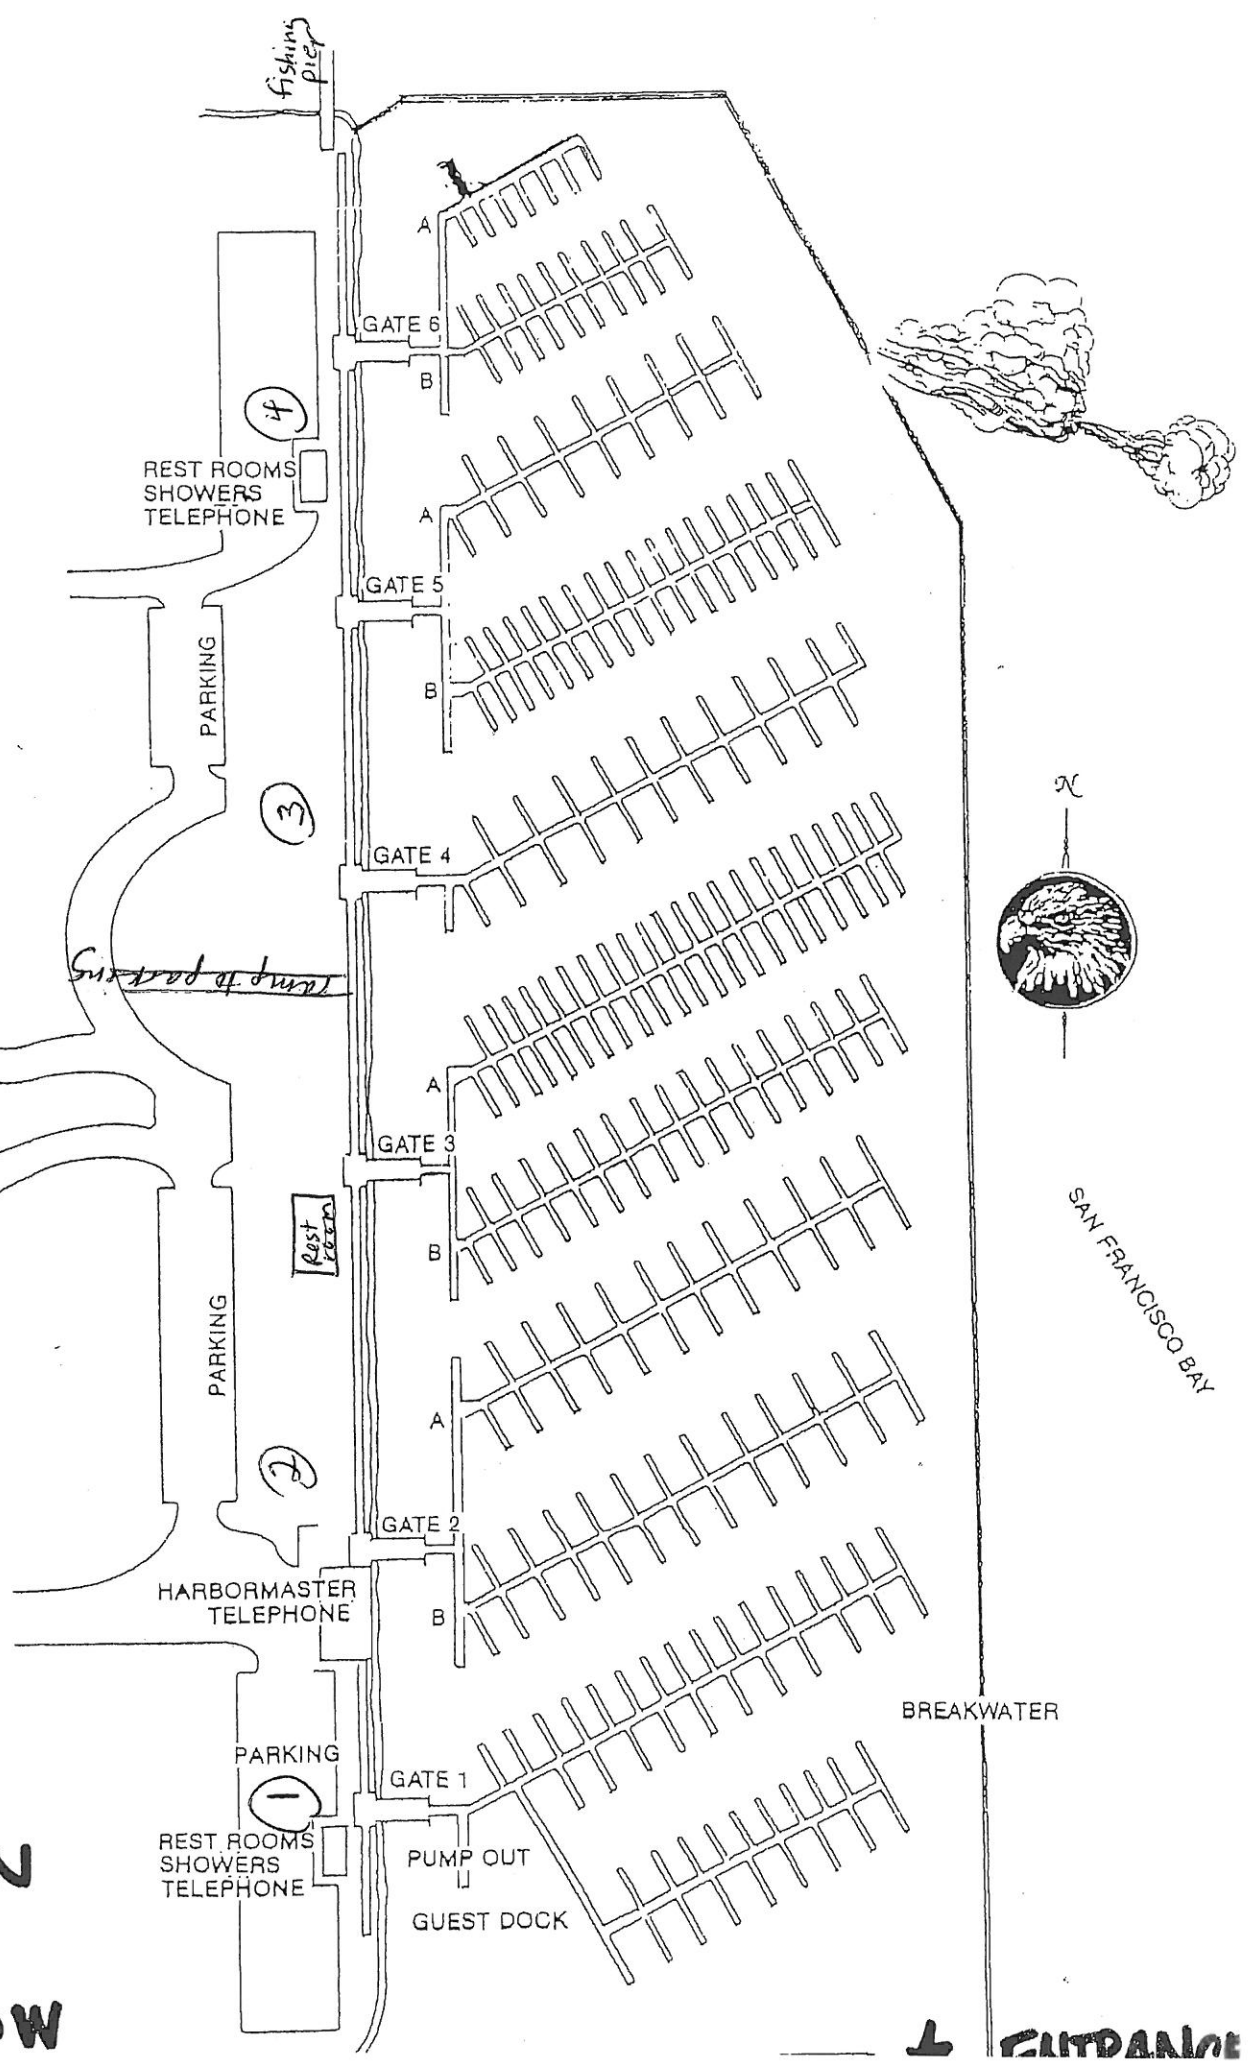 fishing
pier
A
GATE 6
B
4
REST ROOMS
SHOWERS
TELEPHONE
A
GATE 5
PARKING
B
3
GATE 4
N
ramp to parking
A
GATE 3
B
Rest
room
SAN FRANCISCO BAY
PARKING
A
2
GATE 2
HARBORMASTER
TELEPHONE
B
BREAKWATER
PARKING
GATE 1
1
REST ROOMS
SHOWERS
TELEPHONE
PUMP OUT
GUEST DOCK
ENTRANCE